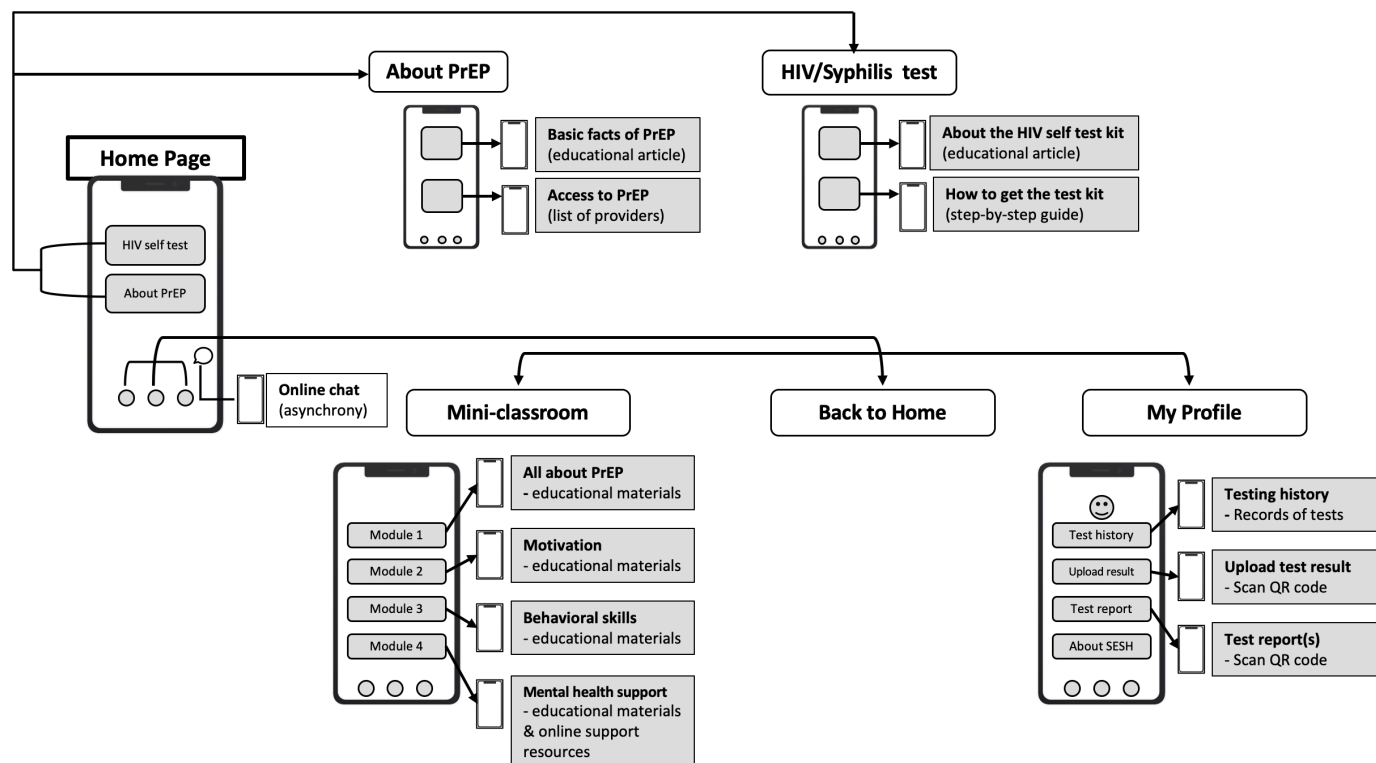 About PrEP
HIV/Syphilis test
Basic facts of PrEP
(educational article)
Access to PrEP
(list of providers)
About the HIV self test kit
(educational article)
How to get the test kit
(step-by-step guide)
Home Page
HIV self test
About PrEP
Online chat
(asynchrony)
Mini-classroom
Back to Home
My Profile
Module 1
Module 2
Module 3
Module 4
All about PrEP
- educational materials
Motivation
- educational materials
Behavioral skills
- educational materials
Mental health support
- educational materials
& online support
resources
Test history
Upload result
Test report
About SESH
Testing history
- Records of tests
Upload test result
- Scan QR code
Test report(s)
- Scan QR code